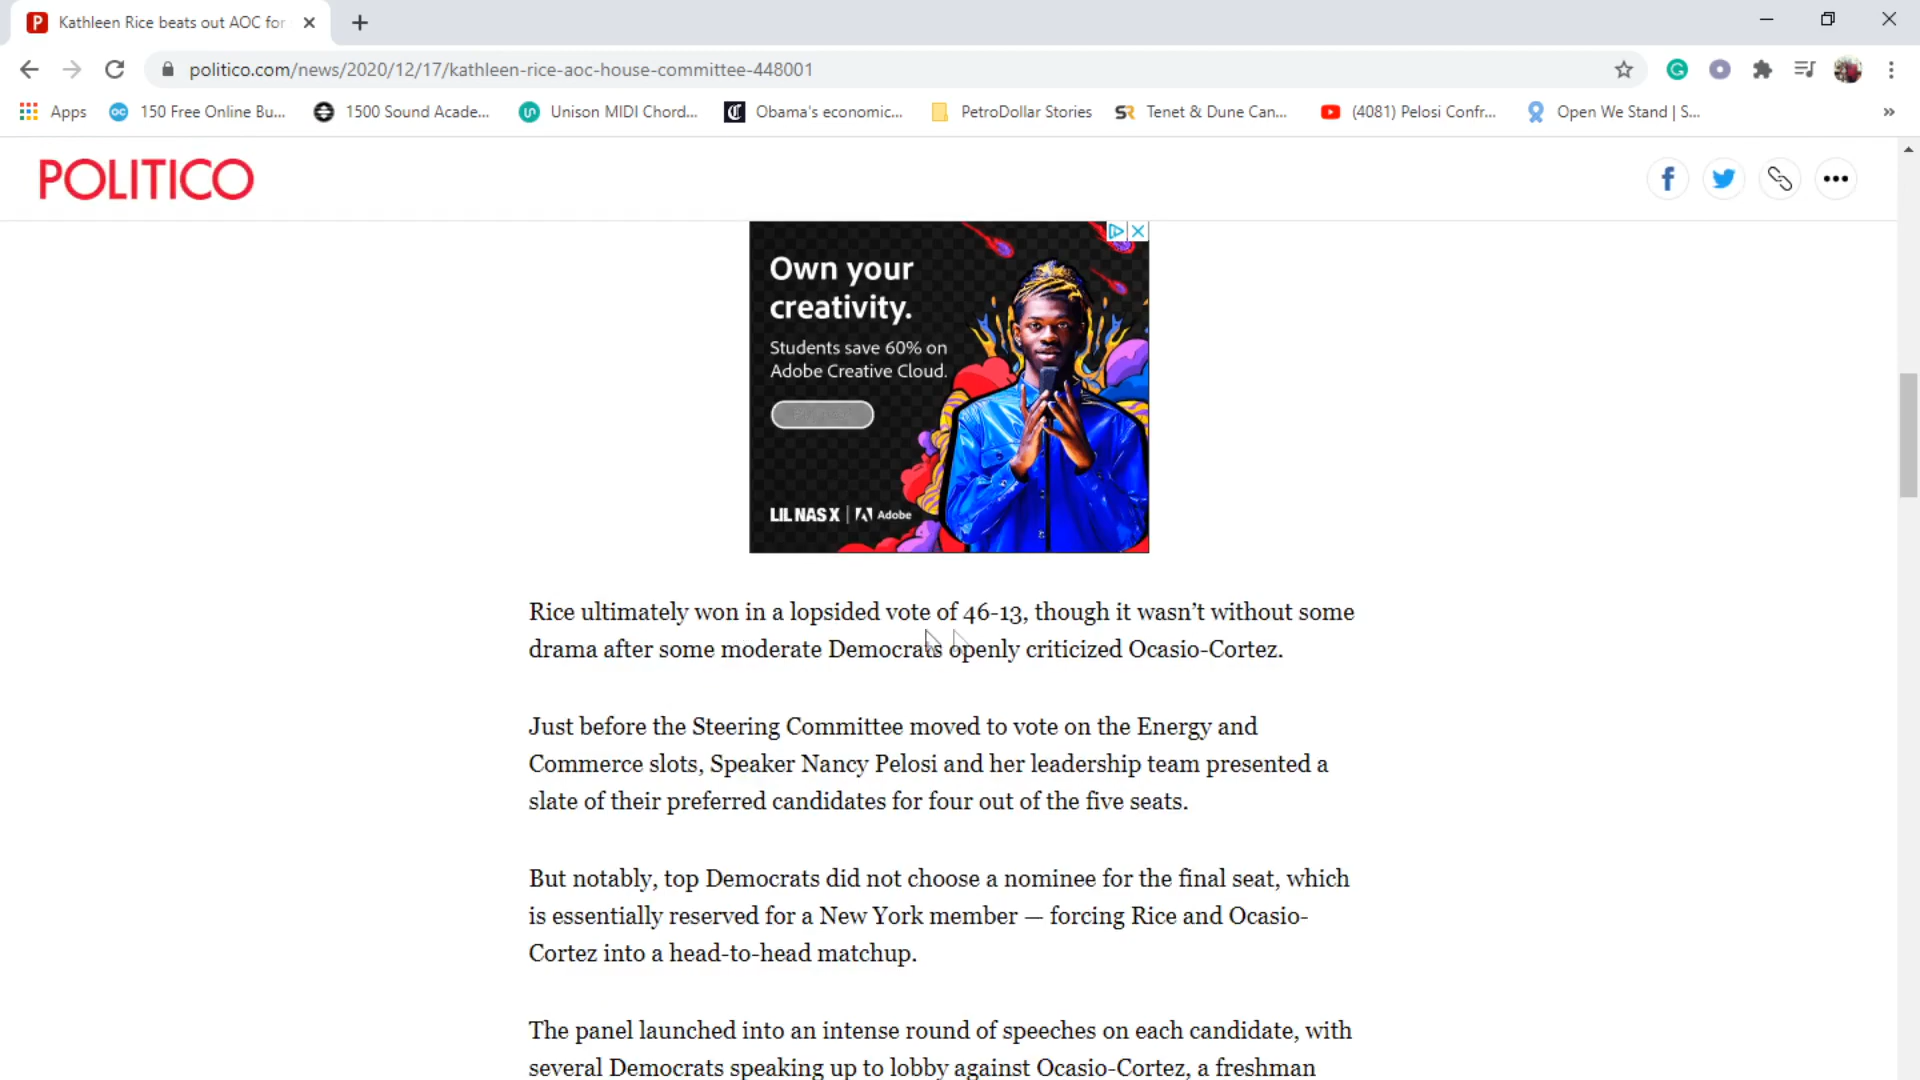 Kathleen Rice beats out AOC for
politico.com/news/2020/12/17/kathleen-rice-aoc-house-committee-448001
Apps
150 Free Online Bu...
1500 Sound Acade...
Unison MIDI Chord...
Obama's economic...
PetroDollar Stories
Tenet & Dune Can...
(4081) Pelosi Confr...
Open We Stand | S...
»
POLITICO
Own your
creativity.
Students save 60% on
Adobe Creative Cloud.
LIL NAS X | Adobe
Rice ultimately won in a lopsided vote of 46-13, though it wasn’t without some
drama after some moderate Democrats openly criticized Ocasio-Cortez.
Just before the Steering Committee moved to vote on the Energy and
Commerce slots, Speaker Nancy Pelosi and her leadership team presented a
slate of their preferred candidates for four out of the five seats.
But notably, top Democrats did not choose a nominee for the final seat, which
is essentially reserved for a New York member — forcing Rice and Ocasio-
Cortez into a head-to-head matchup.
The panel launched into an intense round of speeches on each candidate, with
several Democrats speaking up to lobby against Ocasio-Cortez, a freshman